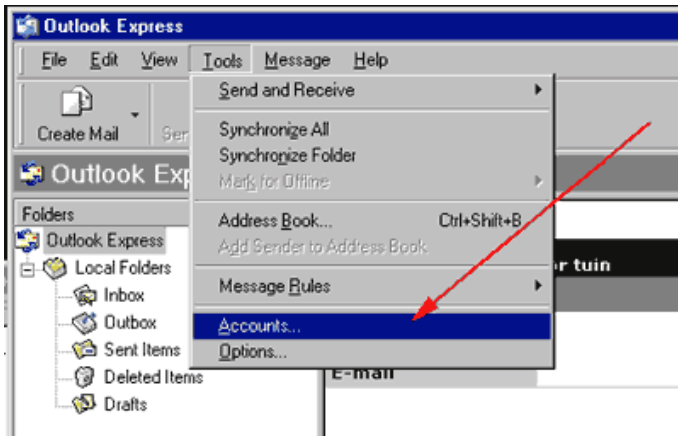 Outlook Express
File Edit View Tools Message Help
Create Mail
Send and Receive
Synchronize All
Synchronize Folder
Mark for Offline
Address Book... Ctrl+Shift+B
Add Sender to Address Book
Message Rules
Accounts...
Options...
Outlook Exp
Folders
Outlook Express
Local Folders
Inbox
Outbox
Sent Items
Deleted Items
Drafts
or tuin
E-mail